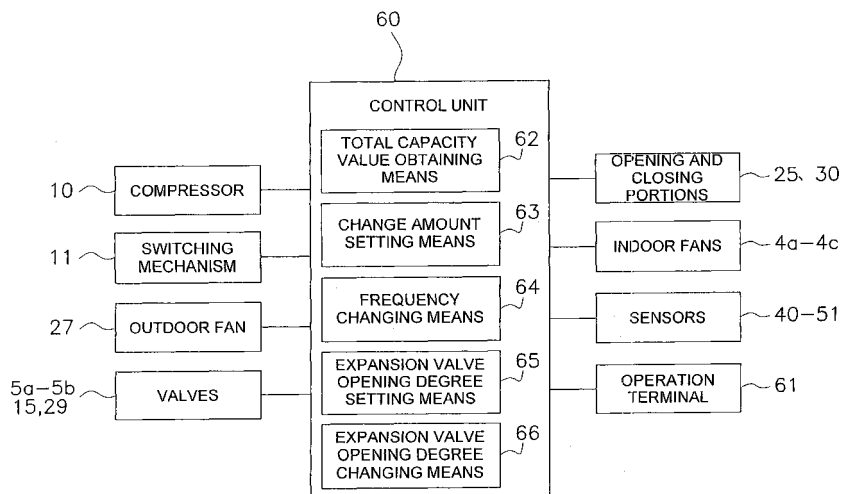 60
CONTROL UNIT
TOTAL CAPACITY
VALUE OBTAINING
MEANS
62
CHANGE AMOUNT
SETTING MEANS
63
FREQUENCY
CHANGING MEANS
64
EXPANSION VALVE
OPENING DEGREE
SETTING MEANS
65
EXPANSION VALVE
OPENING DEGREE
CHANGING MEANS
66
10
COMPRESSOR
11
SWITCHING
MECHANISM
27
OUTDOOR FAN
5a-5b
15,29
VALVES
OPENING AND
CLOSING
PORTIONS
25、30
INDOOR FANS
4a-4c
SENSORS
40-51
OPERATION
TERMINAL
61